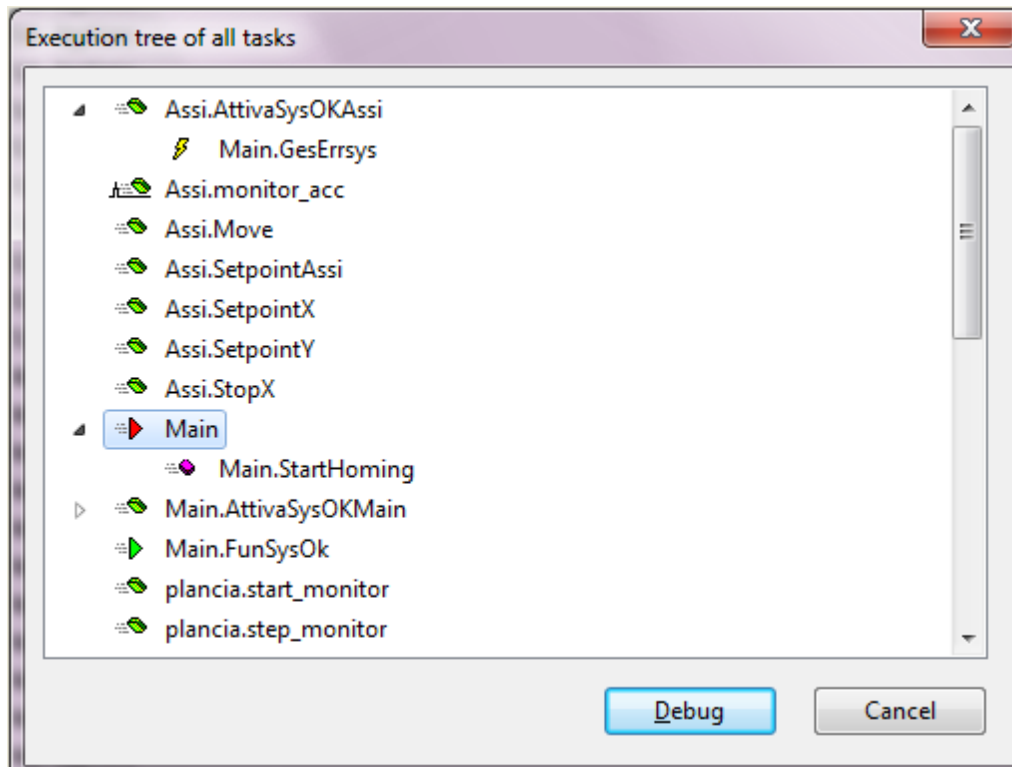 Execution tree of all tasks
Assi.AttivaSysOKAssi
Main.GesErrsys
Assi.monitor_acc
Assi.Move
Assi.SetpointAssi
Assi.SetpointX
Assi.SetpointY
Assi.StopX
Main
Main.StartHoming
Main.AttivaSysOKMain
Main.FunSysOk
plancia.start_monitor
plancia.step_monitor
Debug Cancel